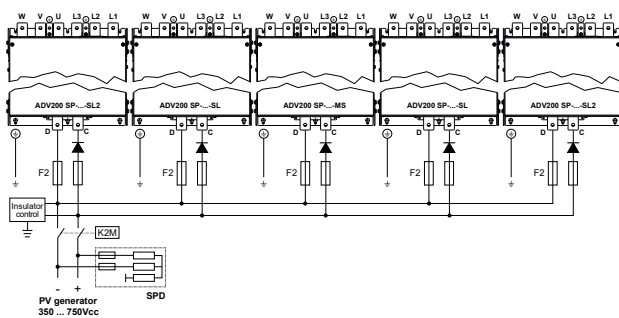 W V U L3 L2 L1 W V U L3 L2 L1 W V U L3 L2 L1 W V U L3 L2 L1 W V U L3 L2 L1
ADV200 SP-...-SL2 ADV200 SP-...-SL ADV200 SP-...-MS ADV200 SP-...-SL ADV200 SP-...-SL2
D C D C D C D C D C
F2 F2 F2 F2 F2
Insulator
control
K2M
- +
SPD
PV generator
350 ... 750Vcc